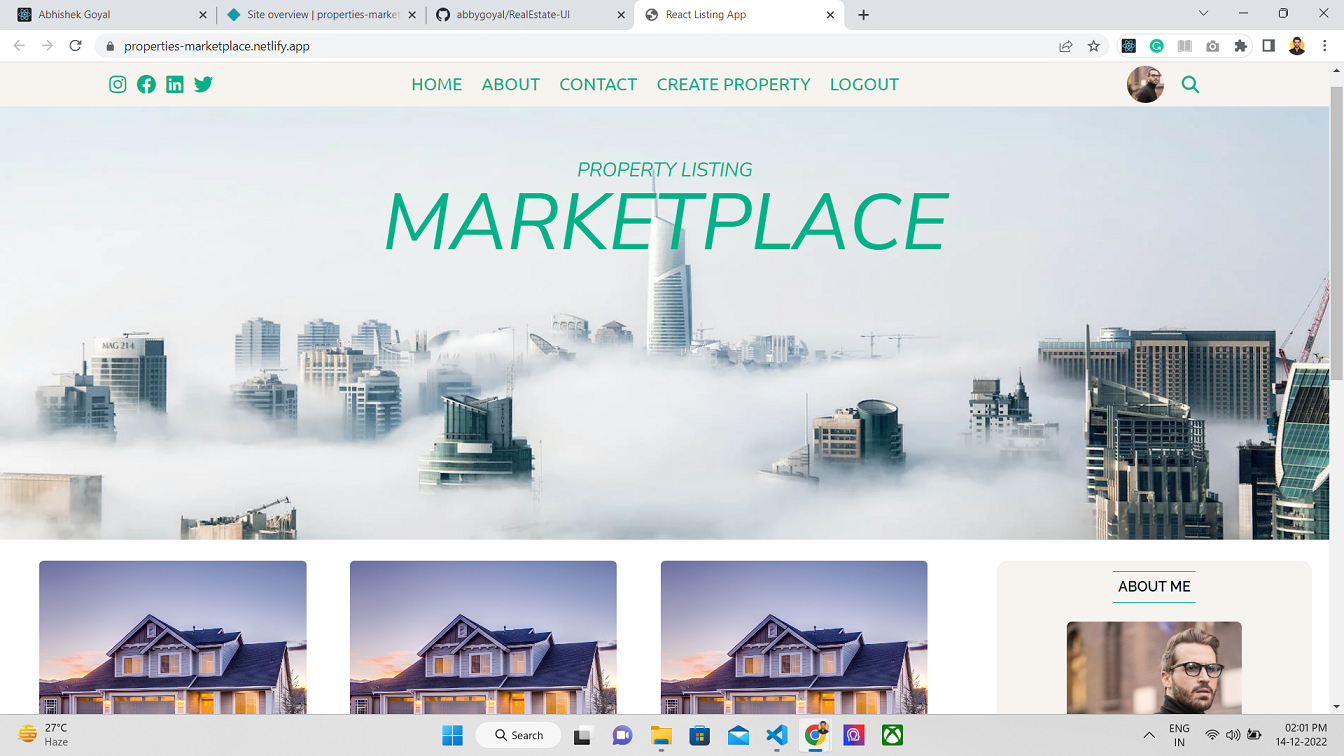 Abhishek Goyal
Site overview | properties-market
abbygoyal/RealEstate-UI
React Listing App
properties-marketplace.netlify.app
HOME ABOUT CONTACT CREATE PROPERTY LOGOUT
PROPERTY LISTING
MARKETPLACE
MAG 214
ABOUT ME
27°C
Haze
Search
ENG
IN
02:01 PM
14-12-2022